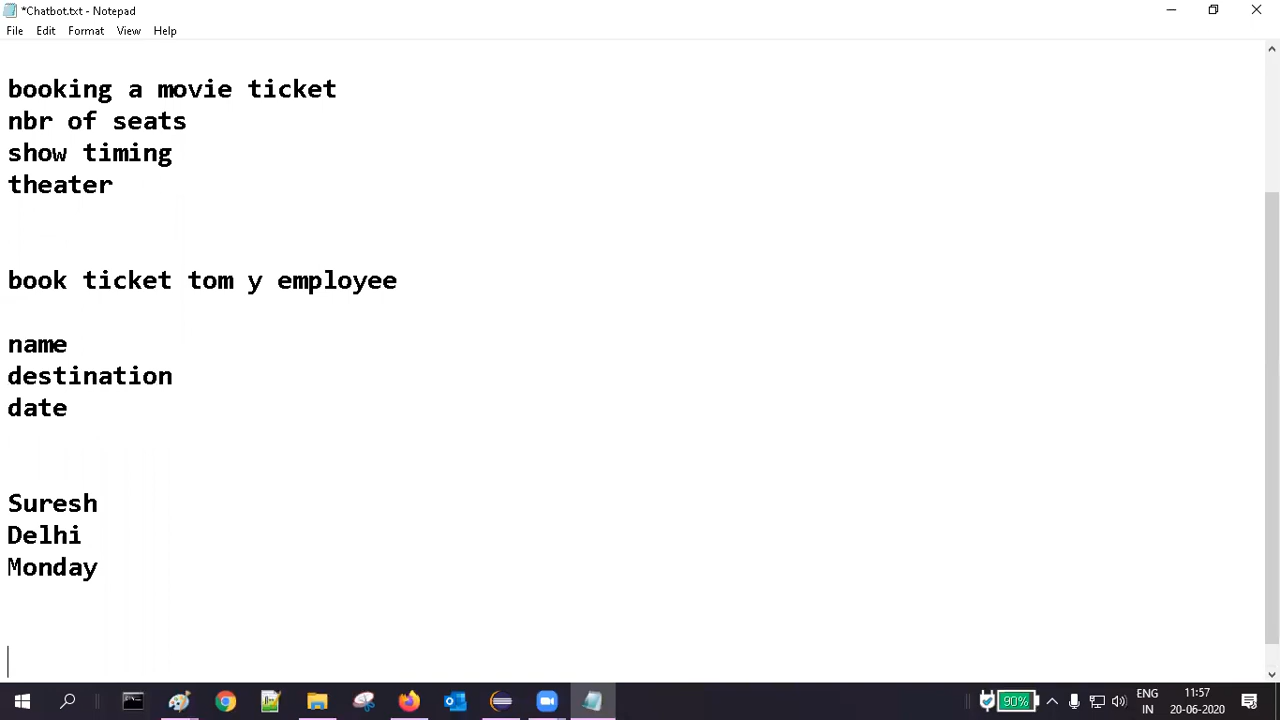 *Chatbot.txt - Notepad
File Edit Format View Help
booking a movie ticket
nbr of seats
show timing
theater
book ticket tom y employee
name
destination
date
Suresh
Delhi
Monday
90%
ENG
IN
11:57
20-06-2020